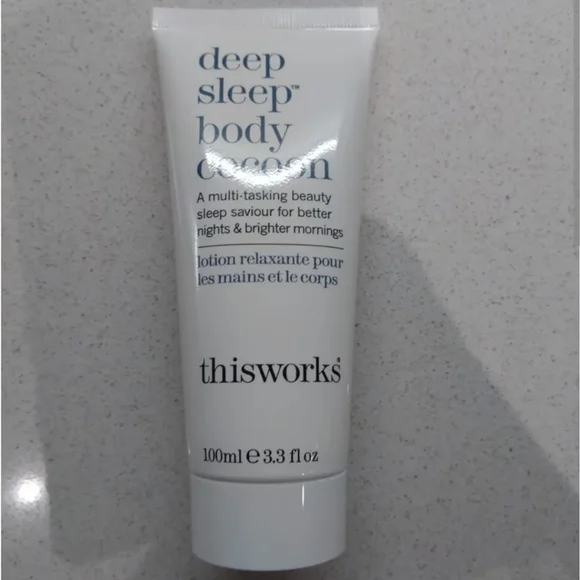 deep
sleep™
body
cocoon
A multi-tasking beauty
sleep saviour for better
nights & brighter mornings
lotion relaxante pour
les mains et le corps
thisworks®
100ml ℮ 3.3 fl oz